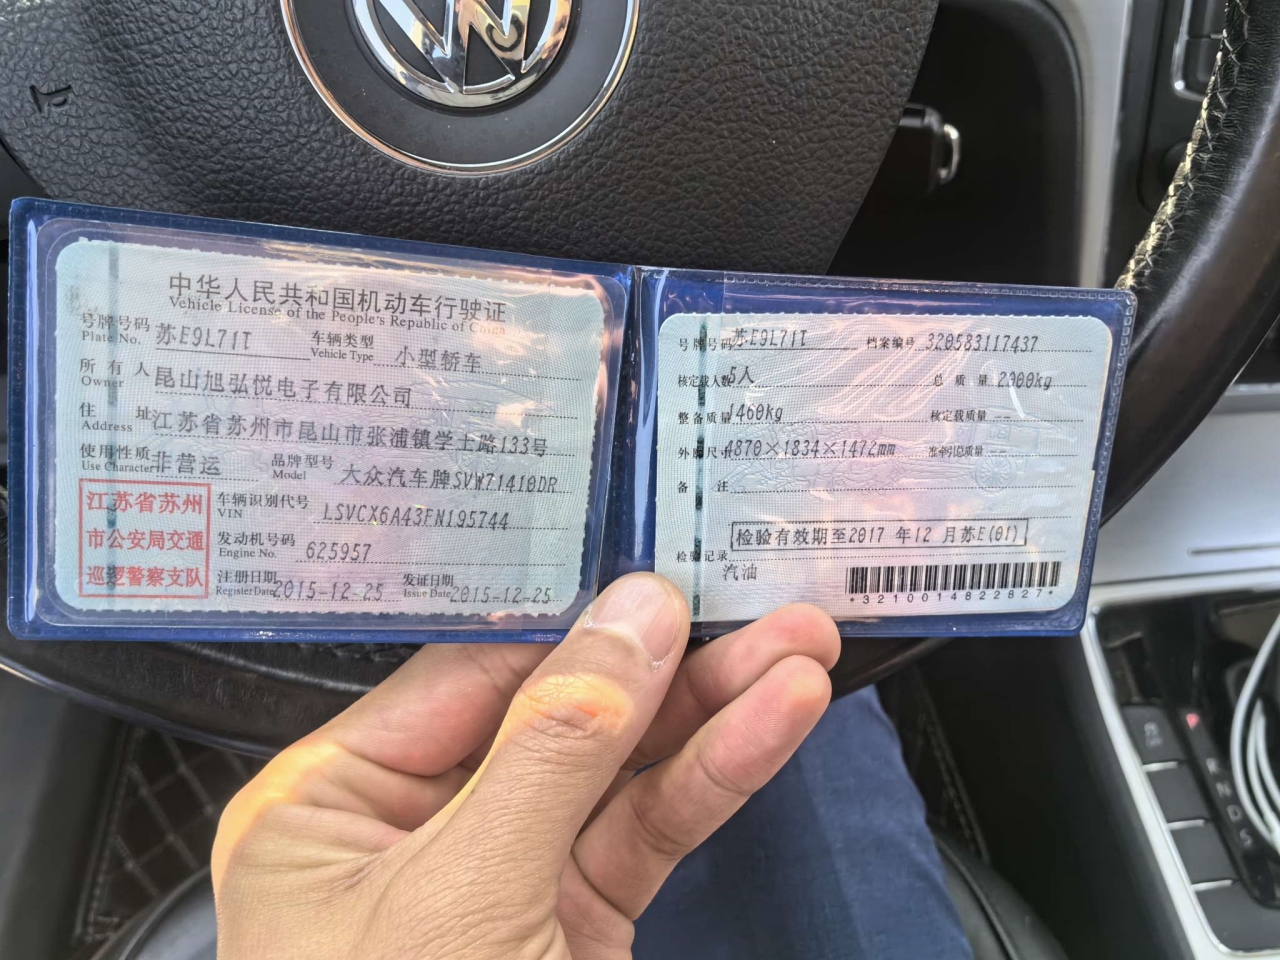 中华人民共和国机动车行驶证
Vehicle License of the People's Republic of China
号牌号码 苏E9L71T 车辆类型 小型轿车
Plate No. Vehicle Type
所有人 昆山旭弘悦电子有限公司
Owner
住址 江苏省苏州市昆山市张浦镇学士路133号
Address
使用性质 非营运 品牌型号 大众汽车牌SVW71410DR
Use Character Model
江苏省苏州
市公安局交通
巡逻警察支队
车辆识别代号 LSVCX6A43FN195744
VIN
发动机号码 625957
Engine No.
注册日期 2015-12-25 发证日期 2015-12-25
Register Date Issue Date
号牌号码 苏E9L71T 档案编号 320583117437
核定载人数 5人 总质量 2000kg
整备质量 1460kg 核定载质量 --
外廓尺寸 4870×1834×1472mm 准牵引总质量 --
备注
检验有效期至2017 年12 月苏E(01)
检验记录
汽油
*3210014822827*